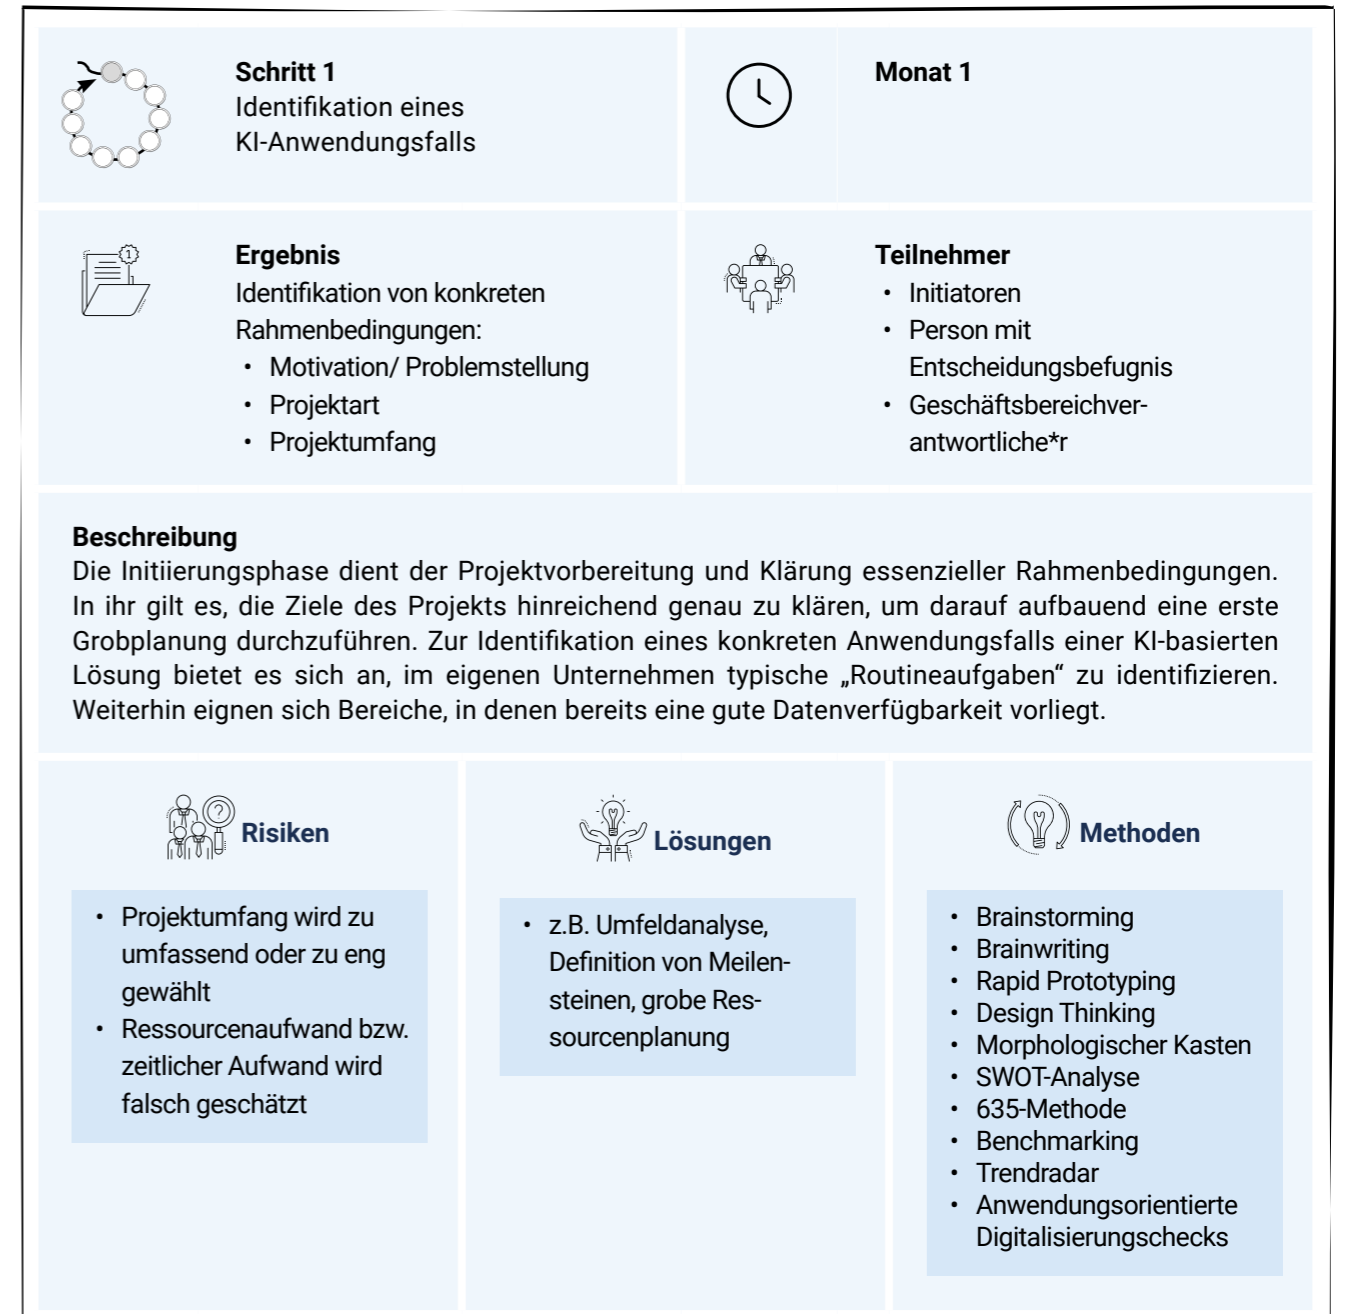 Schritt 1
Identifikation eines
KI-Anwendungsfalls
Monat 1
1
Ergebnis
Identifikation von konkreten
Rahmenbedingungen:
• Motivation/ Problemstellung
• Projektart
• Projektumfang
Teilnehmer
• Initiatoren
• Person mit
Entscheidungsbefugnis
• Geschäftsbereichver-
antwortliche*r
Beschreibung
Die Initiierungsphase dient der Projektvorbereitung und Klärung essenzieller Rahmenbedingungen.
In ihr gilt es, die Ziele des Projekts hinreichend genau zu klären, um darauf aufbauend eine erste
Grobplanung durchzuführen. Zur Identifikation eines konkreten Anwendungsfalls einer KI-basierten
Lösung bietet es sich an, im eigenen Unternehmen typische „Routineaufgaben“ zu identifizieren.
Weiterhin eignen sich Bereiche, in denen bereits eine gute Datenverfügbarkeit vorliegt.
?
Risiken
• Projektumfang wird zu
umfassend oder zu eng
gewählt
• Ressourcenaufwand bzw.
zeitlicher Aufwand wird
falsch geschätzt
Lösungen
• z.B. Umfeldanalyse,
Definition von Meilen-
steinen, grobe Res-
sourcenplanung
Methoden
• Brainstorming
• Brainwriting
• Rapid Prototyping
• Design Thinking
• Morphologischer Kasten
• SWOT-Analyse
• 635-Methode
• Benchmarking
• Trendradar
• Anwendungsorientierte
Digitalisierungschecks